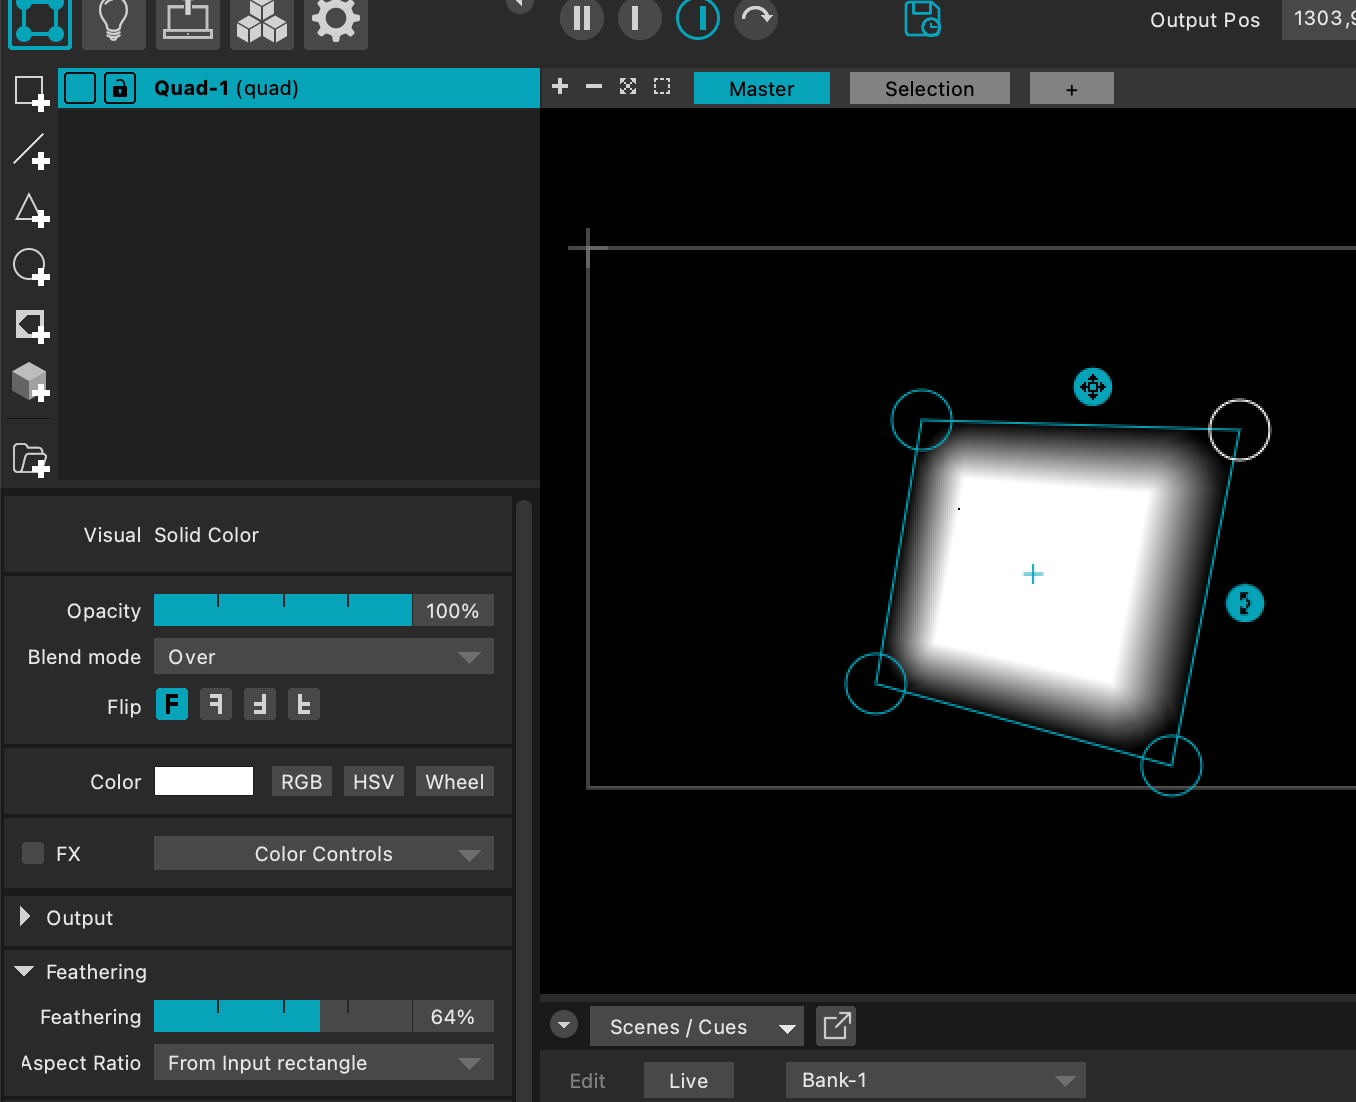 Output Pos
Quad-1 (quad)
Master
Selection
+
Visual Solid Color
Opacity 100%
Blend mode Over
Flip F
Color RGB HSV Wheel
FX Color Controls
Output
Feathering
Feathering 64%
Aspect Ratio From Input rectangle
Scenes / Cues
Edit Live Bank-1